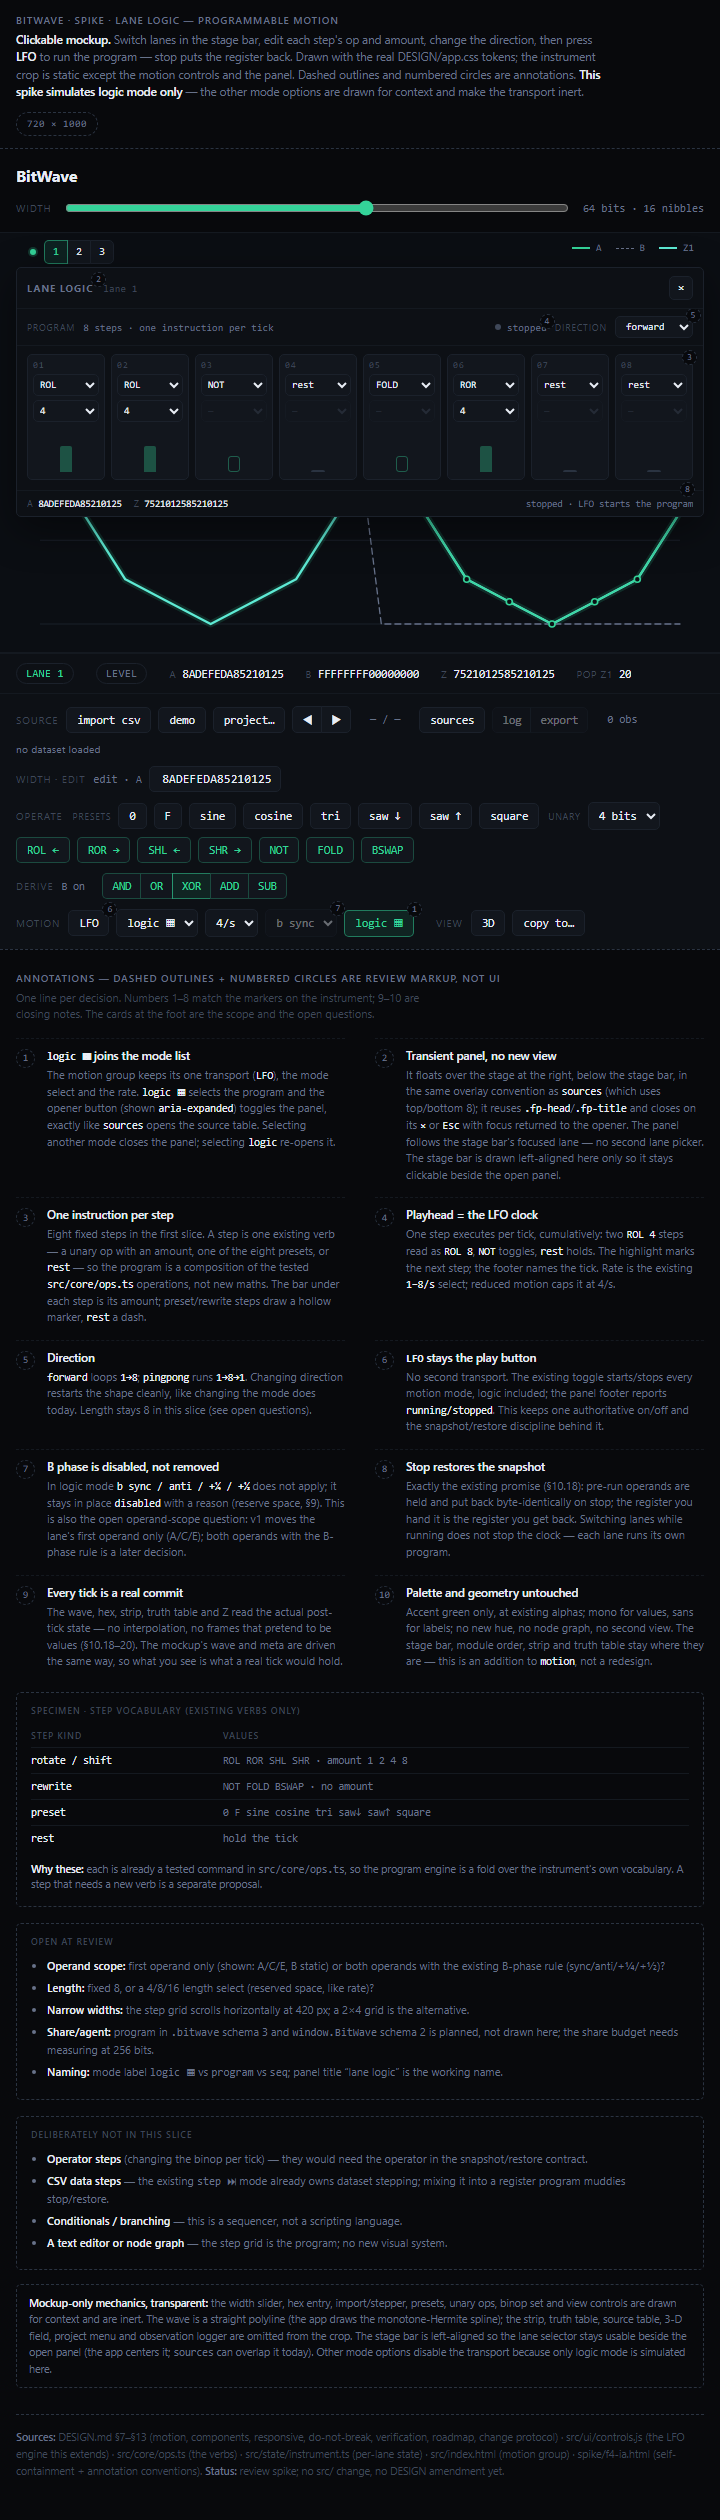 BITWAVE · SPIKE · LANE LOGIC — PROGRAMMABLE MOTION
Clickable mockup. Switch lanes in the stage bar, edit each step's op and amount, change the direction, then press
LFO to run the program — stop puts the register back. Drawn with the real DESIGN/app.css tokens; the instrument
crop is static except the motion controls and the panel. Dashed outlines and numbered circles are annotations. This
spike simulates logic mode only — the other mode options are drawn for context and make the transport inert.
720 × 1000
BitWave
WIDTH 64 bits · 16 nibbles
1 2 3 A B Z1
LANE LOGIC 2 lane 1 ×
PROGRAM 8 steps · one instruction per tick stopped 4 DIRECTION forward 5
3
01 02 03 04 05 06 07 08
ROL ROL NOT rest FOLD ROR rest rest
4 4 – – – 4 – –
8
A 8ADEFEDA85210125 Z 7521012585210125 stopped · LFO starts the program
LANE 1 LEVEL A 8ADEFEDA85210125 B FFFFFFFF00000000 Z 7521012585210125 POP Z1 20
SOURCE import csv demo project… ◀ ▶ — / — sources log export 0 obs
no dataset loaded
WIDTH · EDIT edit · A 8ADEFEDA85210125
OPERATE PRESETS 0 F sine cosine tri saw ↓ saw ↑ square UNARY 4 bits
ROL ← ROR → SHL ← SHR → NOT FOLD BSWAP
DERIVE B on AND OR XOR ADD SUB
MOTION LFO 6 logic ▦ 4/s b sync 7 logic ▦ 1 VIEW 3D copy to…
ANNOTATIONS — DASHED OUTLINES + NUMBERED CIRCLES ARE REVIEW MARKUP, NOT UI
One line per decision. Numbers 1–8 match the markers on the instrument; 9–10 are
closing notes. The cards at the foot are the scope and the open questions.
1 logic ▦ joins the mode list
The motion group keeps its one transport (LFO), the mode
select and the rate. logic ▦ selects the program and the
opener button (shown aria-expanded) toggles the panel,
exactly like sources opens the source table. Selecting
another mode closes the panel; selecting logic re-opens it.
2 Transient panel, no new view
It floats over the stage at the right, below the stage bar, in
the same overlay convention as sources (which uses
top/bottom 8); it reuses .fp-head/.fp-title and closes on
its × or Esc with focus returned to the opener. The panel
follows the stage bar's focused lane — no second lane picker.
The stage bar is drawn left-aligned here only so it stays
clickable beside the open panel.
3 One instruction per step
Eight fixed steps in the first slice. A step is one existing verb
— a unary op with an amount, one of the eight presets, or
rest — so the program is a composition of the tested
src/core/ops.ts operations, not new maths. The bar under
each step is its amount; preset/rewrite steps draw a hollow
marker, rest a dash.
4 Playhead = the LFO clock
One step executes per tick, cumulatively: two ROL 4 steps
read as ROL 8, NOT toggles, rest holds. The highlight marks
the next step; the footer names the tick. Rate is the existing
1–8/s select; reduced motion caps it at 4/s.
5 Direction
forward loops 1→8; pingpong runs 1→8→1. Changing direction
restarts the shape cleanly, like changing the mode does
today. Length stays 8 in this slice (see open questions).
6 LFO stays the play button
No second transport. The existing toggle starts/stops every
motion mode, logic included; the panel footer reports
running/stopped. This keeps one authoritative on/off and
the snapshot/restore discipline behind it.
7 B phase is disabled, not removed
In logic mode b sync / anti / +¼ / +½ does not apply; it
stays in place disabled with a reason (reserve space, §9). This
is also the open operand-scope question: v1 moves the
lane's first operand only (A/C/E); both operands with the B-
phase rule is a later decision.
8 Stop restores the snapshot
Exactly the existing promise (§10.18): pre-run operands are
held and put back byte-identically on stop; the register you
hand it is the register you get back. Switching lanes while
running does not stop the clock — each lane runs its own
program.
9 Every tick is a real commit
The wave, hex, strip, truth table and Z read the actual post-
tick state — no interpolation, no frames that pretend to be
values (§10.18–20). The mockup's wave and meta are driven
the same way, so what you see is what a real tick would hold.
10 Palette and geometry untouched
Accent green only, at existing alphas; mono for values, sans
for labels; no new hue, no node graph, no second view. The
stage bar, module order, strip and truth table stay where they
are — this is an addition to motion, not a redesign.
SPECIMEN · STEP VOCABULARY (EXISTING VERBS ONLY)
STEP KIND VALUES
rotate / shift ROL ROR SHL SHR · amount 1 2 4 8
rewrite NOT FOLD BSWAP · no amount
preset 0 F sine cosine tri saw↓ saw↑ square
rest hold the tick
Why these: each is already a tested command in src/core/ops.ts, so the program engine is a fold over the instrument's own vocabulary. A
step that needs a new verb is a separate proposal.
OPEN AT REVIEW
• Operand scope: first operand only (shown: A/C/E, B static) or both operands with the existing B-phase rule (sync/anti/+¼/+½)?
• Length: fixed 8, or a 4/8/16 length select (reserved space, like rate)?
• Narrow widths: the step grid scrolls horizontally at 420 px; a 2×4 grid is the alternative.
• Share/agent: program in .bitwave schema 3 and window.BitWave schema 2 is planned, not drawn here; the share budget needs
measuring at 256 bits.
• Naming: mode label logic ▦ vs program vs seq; panel title “lane logic” is the working name.
DELIBERATELY NOT IN THIS SLICE
• Operator steps (changing the binop per tick) — they would need the operator in the snapshot/restore contract.
• CSV data steps — the existing step ⏭ mode already owns dataset stepping; mixing it into a register program muddies
stop/restore.
• Conditionals / branching — this is a sequencer, not a scripting language.
• A text editor or node graph — the step grid is the program; no new visual system.
Mockup-only mechanics, transparent: the width slider, hex entry, import/stepper, presets, unary ops, binop set and view controls are drawn
for context and are inert. The wave is a straight polyline (the app draws the monotone-Hermite spline); the strip, truth table, source table, 3-D
field, project menu and observation logger are omitted from the crop. The stage bar is left-aligned so the lane selector stays usable beside the
open panel (the app centers it; sources can overlap it today). Other mode options disable the transport because only logic mode is simulated
here.
Sources: DESIGN.md §7–§13 (motion, components, responsive, do-not-break, verification, roadmap, change protocol) · src/ui/controls.js (the LFO
engine this extends) · src/core/ops.ts (the verbs) · src/state/instrument.ts (per-lane state) · src/index.html (motion group) · spike/f4-ia.html (self-
containment + annotation conventions). Status: review spike; no src/ change, no DESIGN amendment yet.